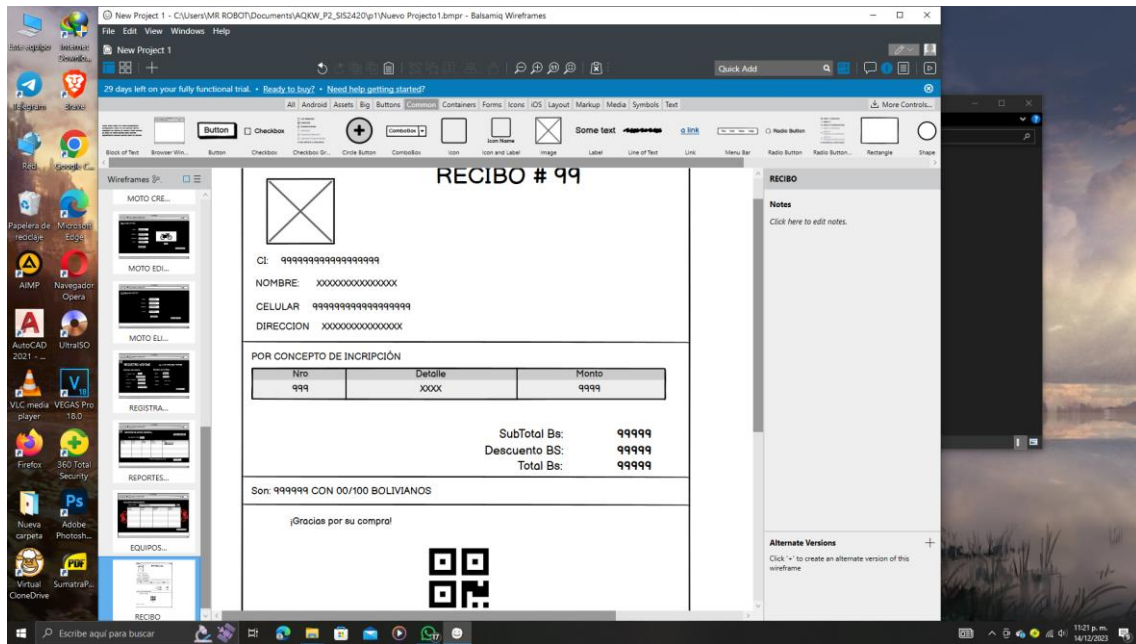 New Project 1 - C:\Users\MR ROBOT\Documents\AQKW_P2_SIS2420\p1\Nuevo Projecto1.bmpr - Balsamiq Wireframes
File Edit View Windows Help
New Project 1
Quick Add
29 days left on your fully functional trial. • Ready to buy? • Need help getting started?
All Android Assets Big Buttons Common Containers Forms Icons iOS Layout Markup Media Symbols Text
More Controls...
Button Checkbox ComboBox Icon Name Some text a link Radio Button
Block of Text Browser Win... Button Checkbox Checkbox Gr... Circle Button ComboBox Icon Icon and Label Image Label Line of Text Link Menu Bar Radio Button Radio Button... Rectangle Shape
Wireframes
MOTO CRE...
MOTO EDI...
MOTO ELI...
REGISTRA...
REPORTES...
EQUIPOS...
RECIBO
RECIBO # 99
CI: 9999999999999999999
NOMBRE: XXXXXXXXXXXXXXX
CELULAR 9999999999999999999
DIRECCION XXXXXXXXXXXXXXX
POR CONCEPTO DE INCRIPCIÓN
Nro Detalle Monto
999 XXXX 9999
SubTotal Bs: 99999
Descuento BS: 99999
Total Bs: 99999
Son: 999999 CON 00/100 BOLIVIANOS
¡Gracias por su compra!
RECIBO
Notes
Click here to edit notes.
Alternate Versions
Click '+' to create an alternate version of this
wireframe
Este equipo
Internet
Downlo...
Telegram
Brave
Red
Google C...
Papelera de
reciclaje
Microsoft
Edge
AIMP
Navegador
Opera
AutoCAD
2021 - ...
UltraISO
VLC media
player
VEGAS Pro
18.0
Firefox
360 Total
Security
Nueva
carpeta
Adobe
Photosh...
Virtual
CloneDrive
SumatraP...
Escribe aquí para buscar
11:21 p. m.
14/12/2023